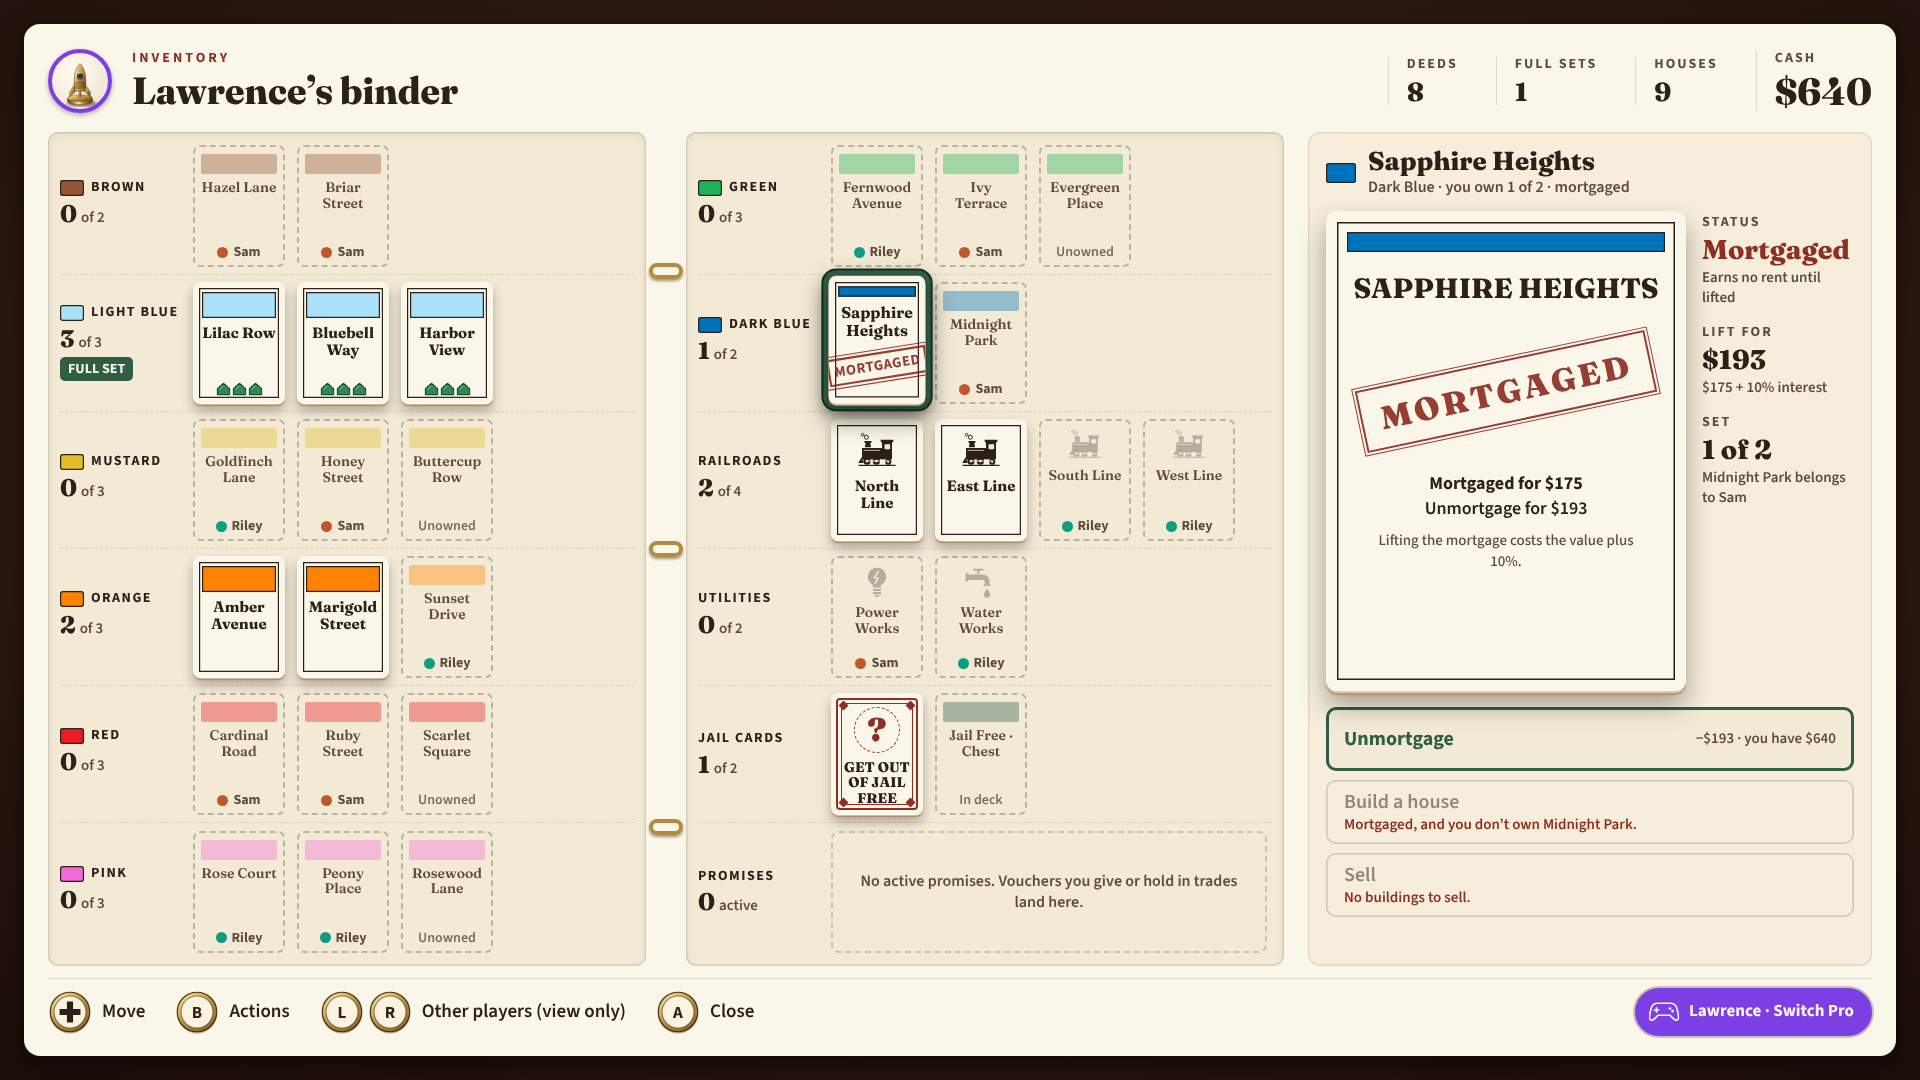 INVENTORY
Lawrence’s binder
DEEDS
8
FULL SETS
1
HOUSES
9
CASH
$640
BROWN
0 of 2
Hazel Lane
Sam
Briar
Street
Sam
LIGHT BLUE
3 of 3
FULL SET
Lilac Row
Bluebell
Way
Harbor
View
MUSTARD
0 of 3
Goldfinch
Lane
Riley
Honey
Street
Sam
Buttercup
Row
Unowned
ORANGE
2 of 3
Amber
Avenue
Marigold
Street
Sunset
Drive
Riley
RED
0 of 3
Cardinal
Road
Sam
Ruby
Street
Sam
Scarlet
Square
Unowned
PINK
0 of 3
Rose Court
Riley
Peony
Place
Riley
Rosewood
Lane
Unowned
GREEN
0 of 3
Fernwood
Avenue
Riley
Ivy
Terrace
Sam
Evergreen
Place
Unowned
DARK BLUE
1 of 2
Sapphire
Heights
MORTGAGED
Midnight
Park
Sam
RAILROADS
2 of 4
North
Line
East Line
South Line
Riley
West Line
Riley
UTILITIES
0 of 2
Power
Works
Sam
Water
Works
Riley
JAIL CARDS
1 of 2
?
GET OUT
OF JAIL
FREE
Jail Free ·
Chest
In deck
PROMISES
0 active
No active promises. Vouchers you give or hold in trades
land here.
Sapphire Heights
Dark Blue · you own 1 of 2 · mortgaged
SAPPHIRE HEIGHTS
MORTGAGED
Mortgaged for $175
Unmortgage for $193
Lifting the mortgage costs the value plus
10%.
STATUS
Mortgaged
Earns no rent until
lifted
LIFT FOR
$193
$175 + 10% interest
SET
1 of 2
Midnight Park belongs
to Sam
Unmortgage
−$193 · you have $640
Build a house
Mortgaged, and you don’t own Midnight Park.
Sell
No buildings to sell.
Move
B Actions
L R Other players (view only)
A Close
Lawrence · Switch Pro